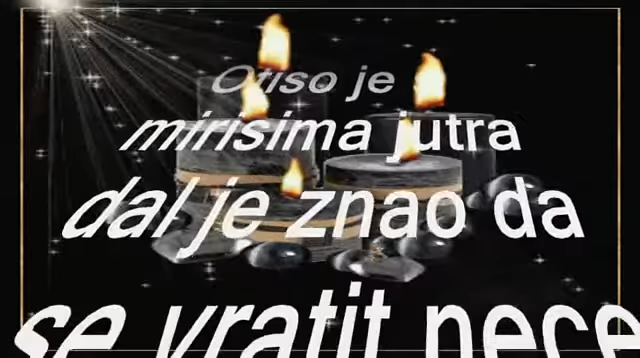 Otiso je
mirisima jutra
dal je znao da
se vratit nece